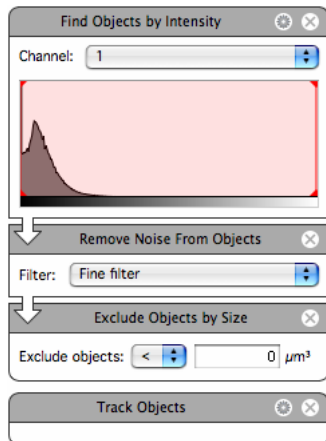 Find Objects by Intensity
Channel: 1
Remove Noise From Objects
Filter: Fine filter
Exclude Objects by Size
Exclude objects: < 0 µm³
Track Objects